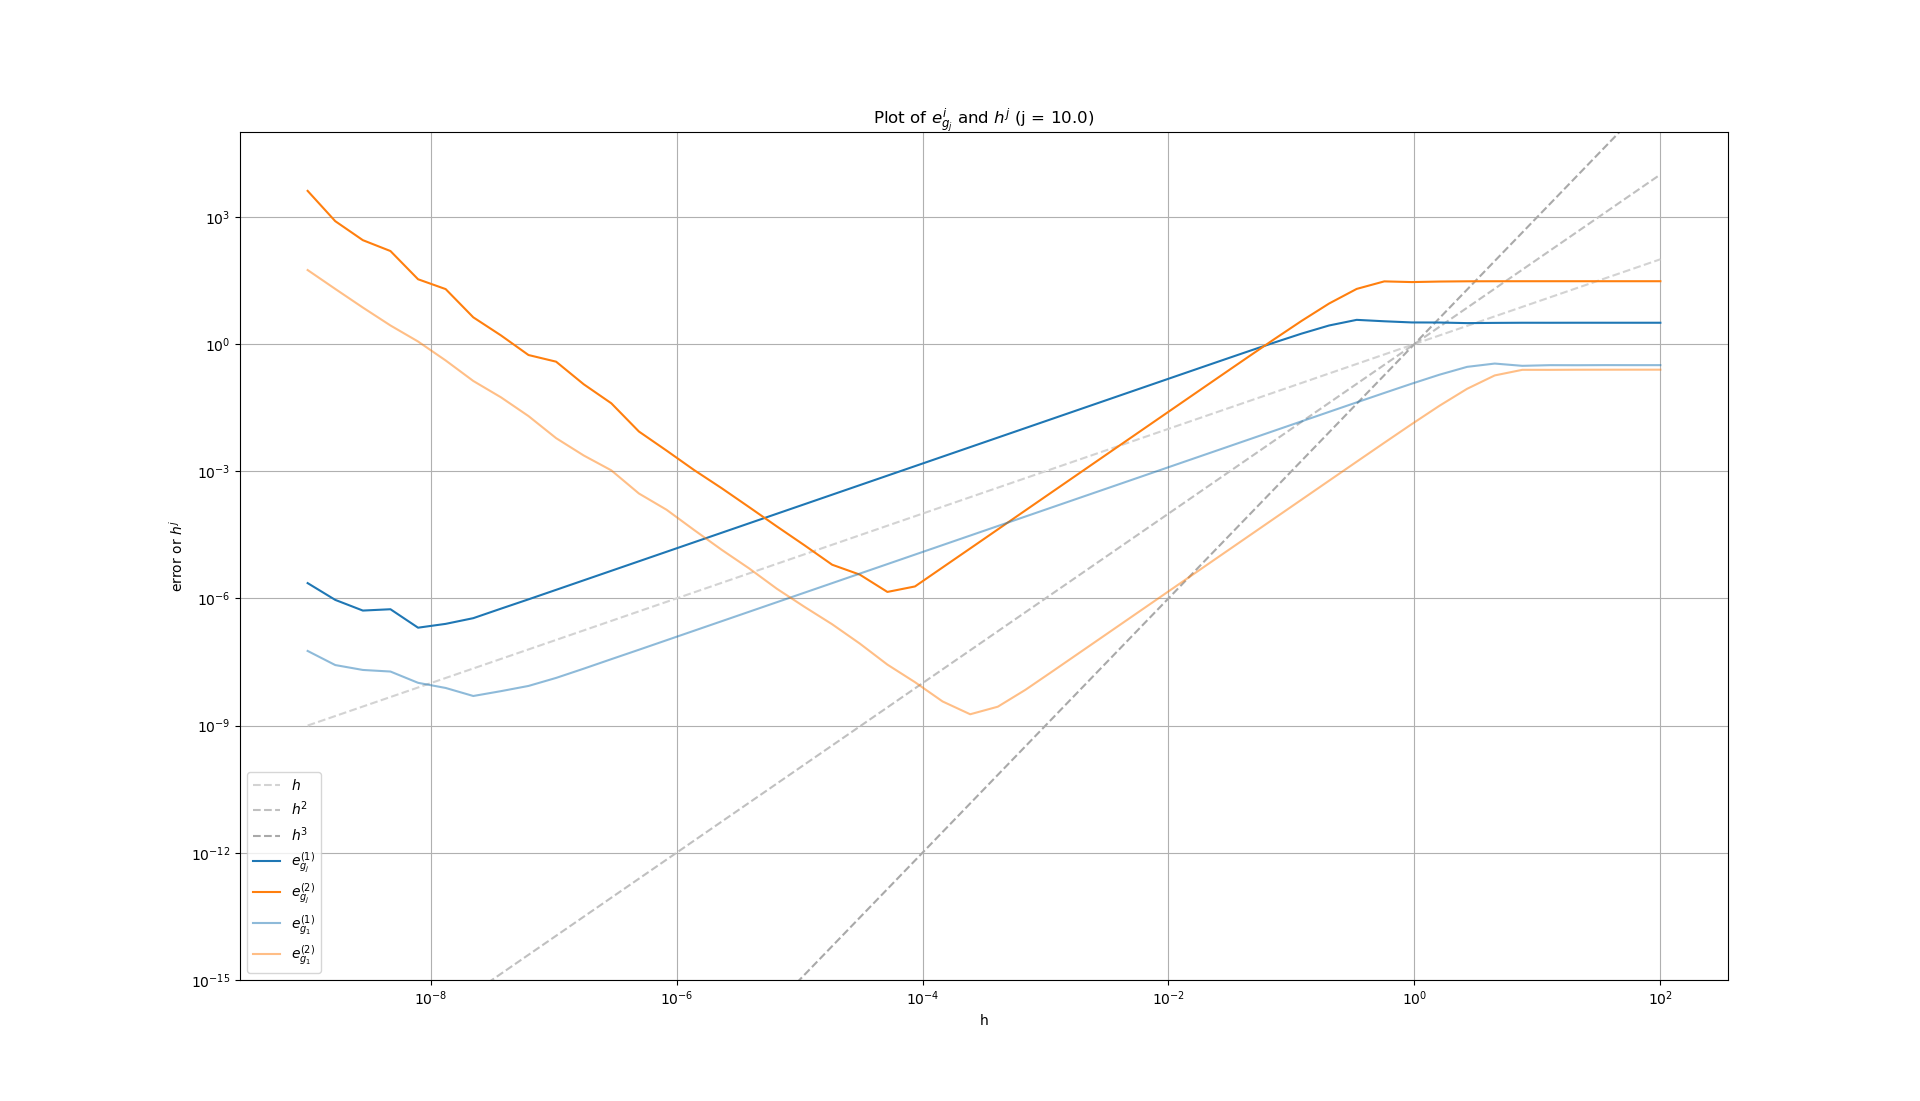 Plot of $e^i_{g_j}$ and $h^j$ (j = 10.0)
error or $h^j$
$10^3$
$10^0$
$10^{-3}$
$10^{-6}$
$10^{-9}$
$10^{-12}$
$10^{-15}$
$h$
$h^2$
$h^3$
$e^{(1)}_{g_j}$
$e^{(2)}_{g_j}$
$e^{(1)}_{g_1}$
$e^{(2)}_{g_1}$
$10^{-8}$ $10^{-6}$ $10^{-4}$ $10^{-2}$ $10^0$ $10^2$
h